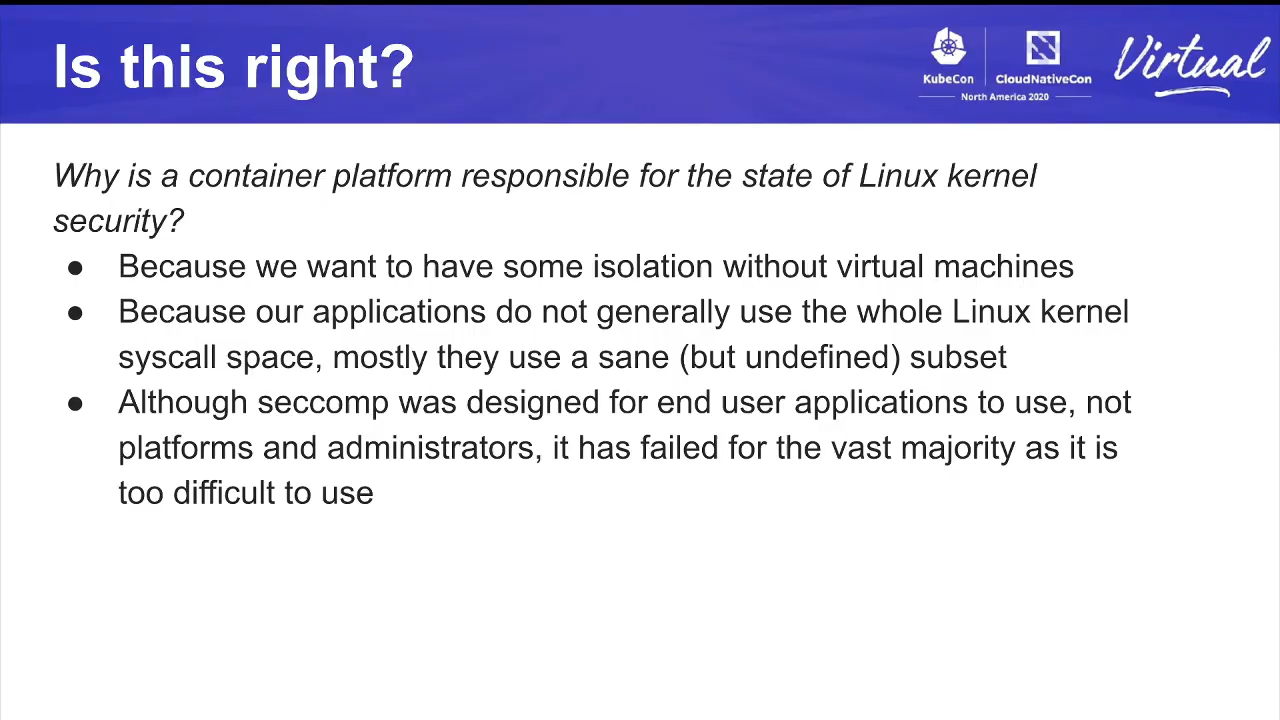 Is this right?
KubeCon
CloudNativeCon
North America 2020
Virtual
Why is a container platform responsible for the state of Linux kernel
security?
● Because we want to have some isolation without virtual machines
● Because our applications do not generally use the whole Linux kernel
syscall space, mostly they use a sane (but undefined) subset
● Although seccomp was designed for end user applications to use, not
platforms and administrators, it has failed for the vast majority as it is
too difficult to use